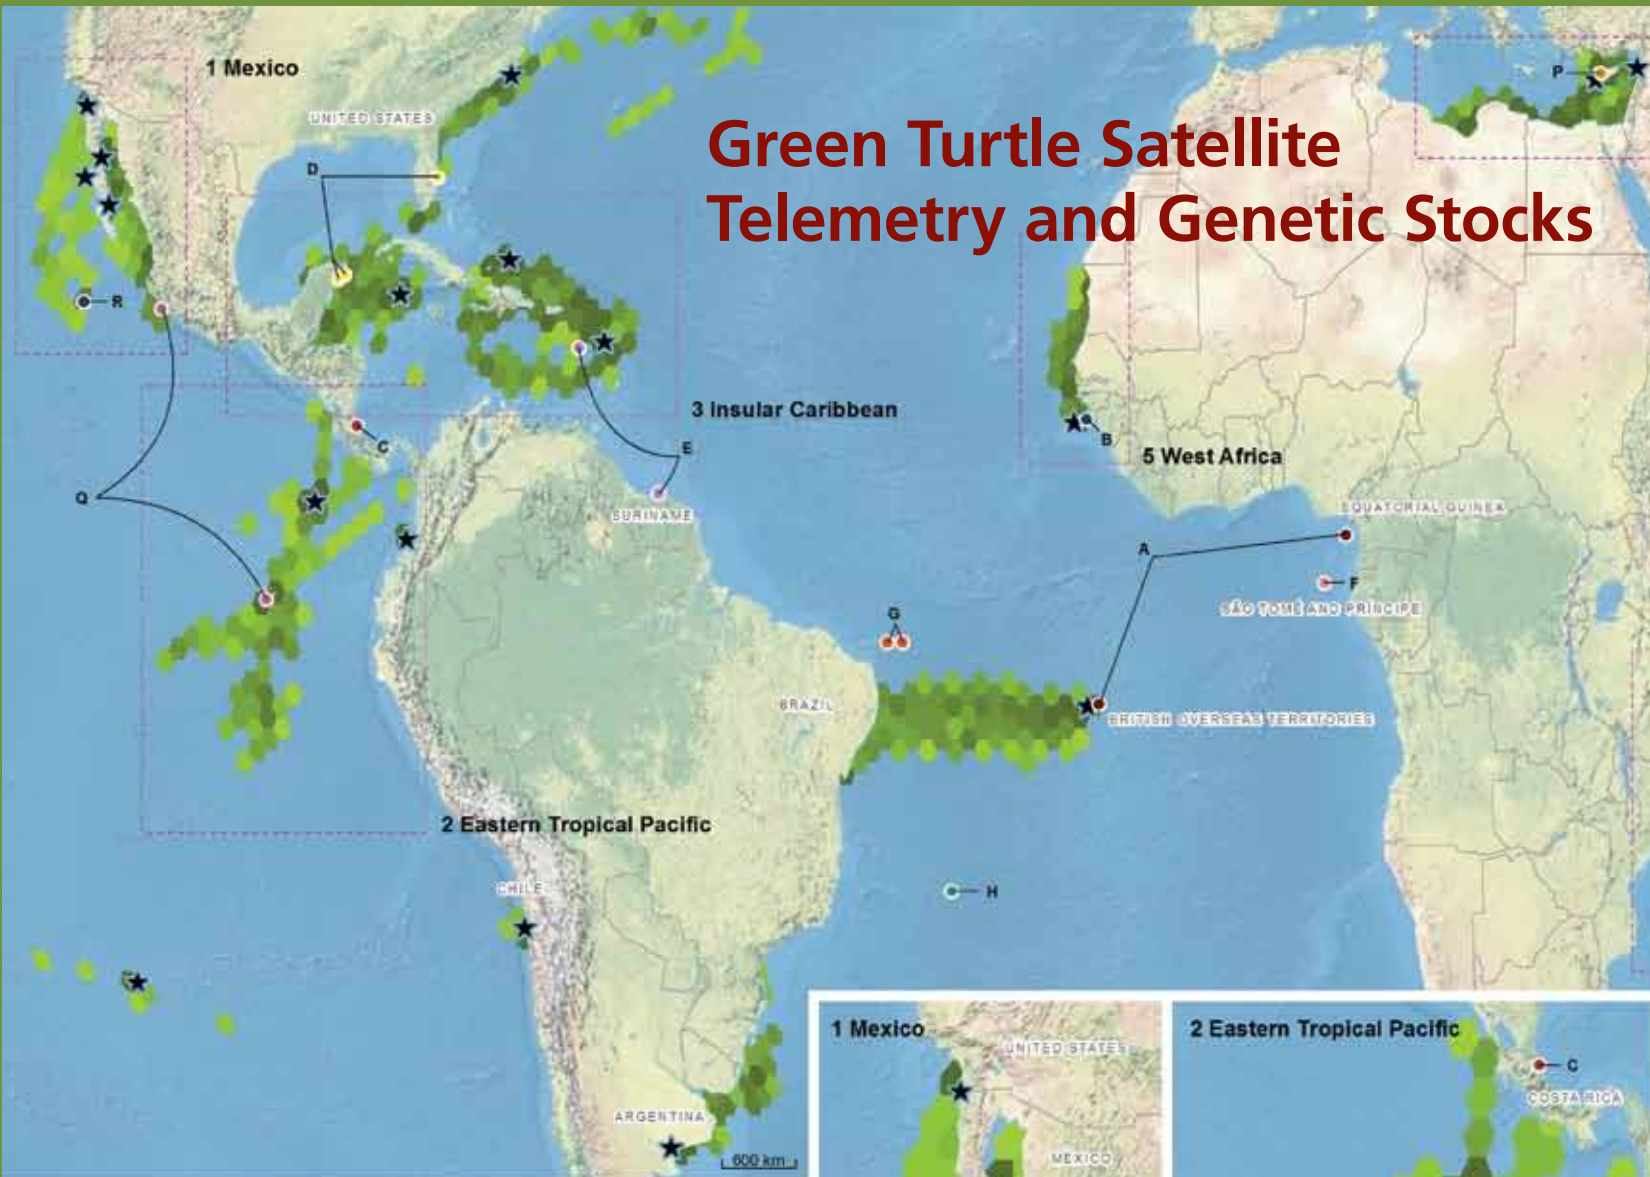 Green Turtle Satellite
Telemetry and Genetic Stocks
1 Mexico
UNITED STATES
D
P
R
3 Insular Caribbean
C
E
B
5 West Africa
Q
SURINAME
EQUATORIAL GUINEA
A
F
SÃO TOMÉ AND PRÍNCIPE
G
BRAZIL
BRITISH OVERSEAS TERRITORIES
2 Eastern Tropical Pacific
CHILE
H
ARGENTINA
600 km
1 Mexico
UNITED STATES
MEXICO
2 Eastern Tropical Pacific
C
COSTA RICA